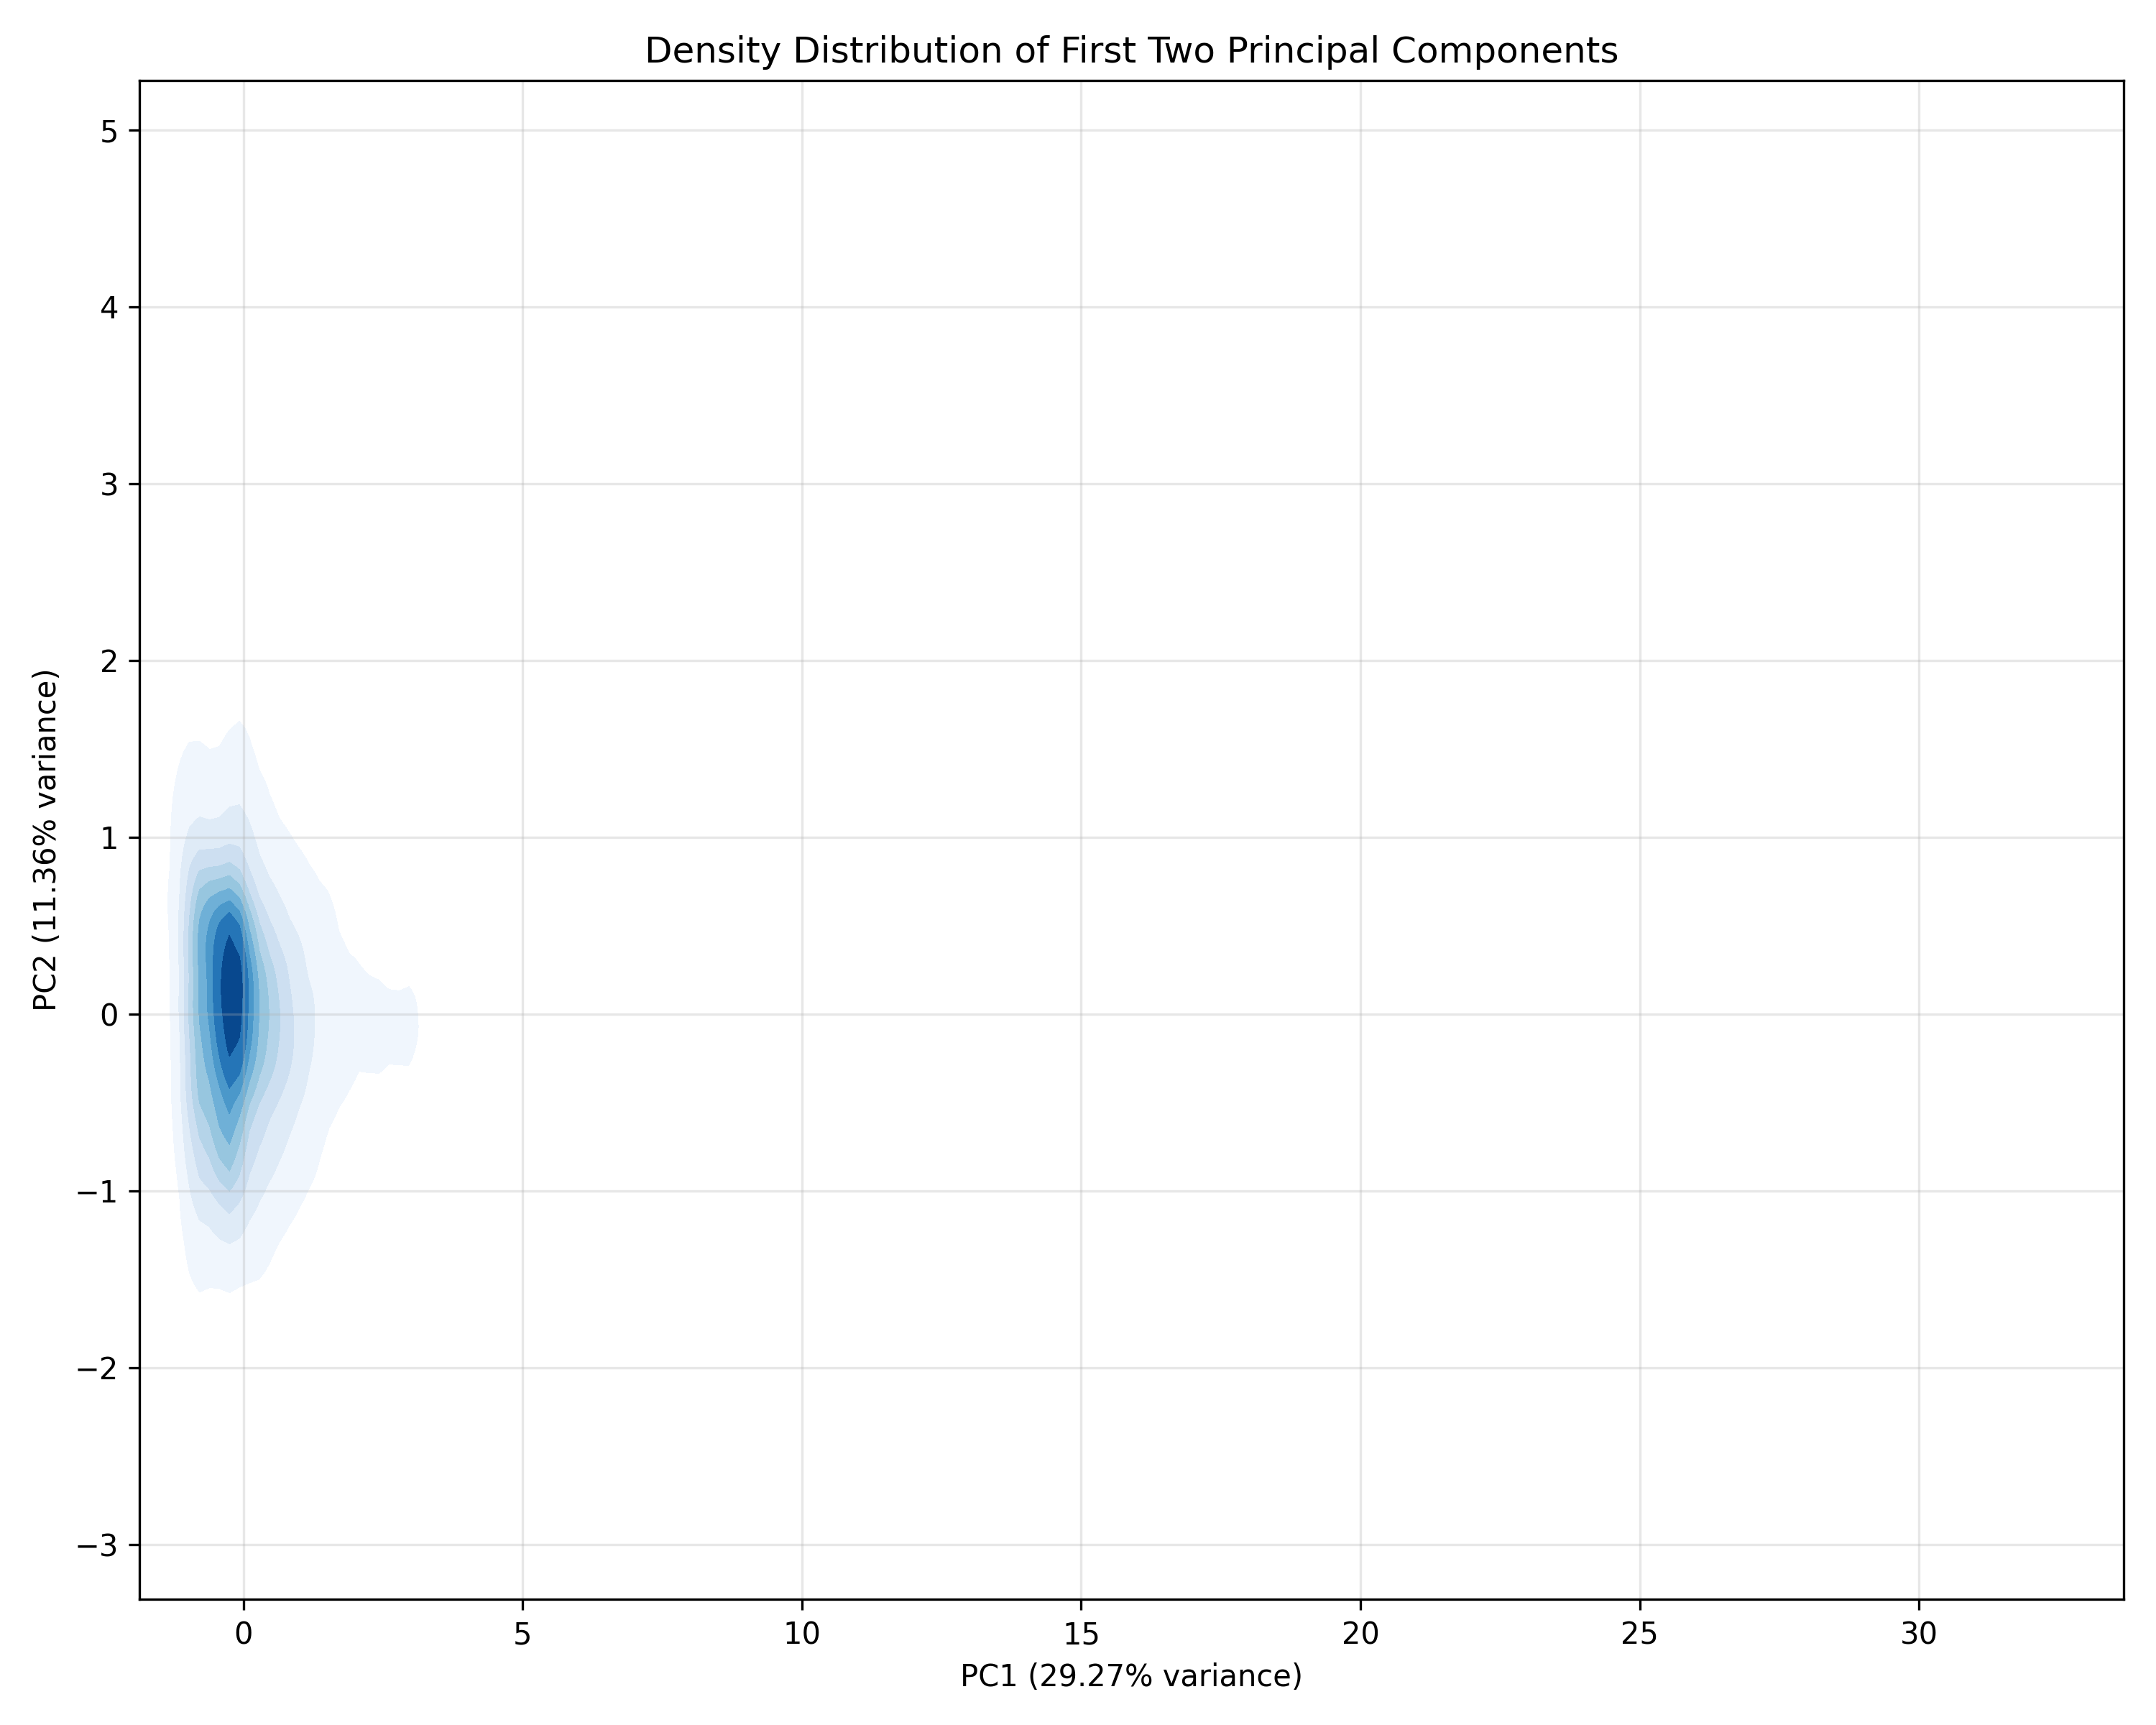 Density Distribution of First Two Principal Components
5
4
3
2
1
0
−1
−2
−3
PC2 (11.36% variance)
0 5 10 15 20 25 30
PC1 (29.27% variance)